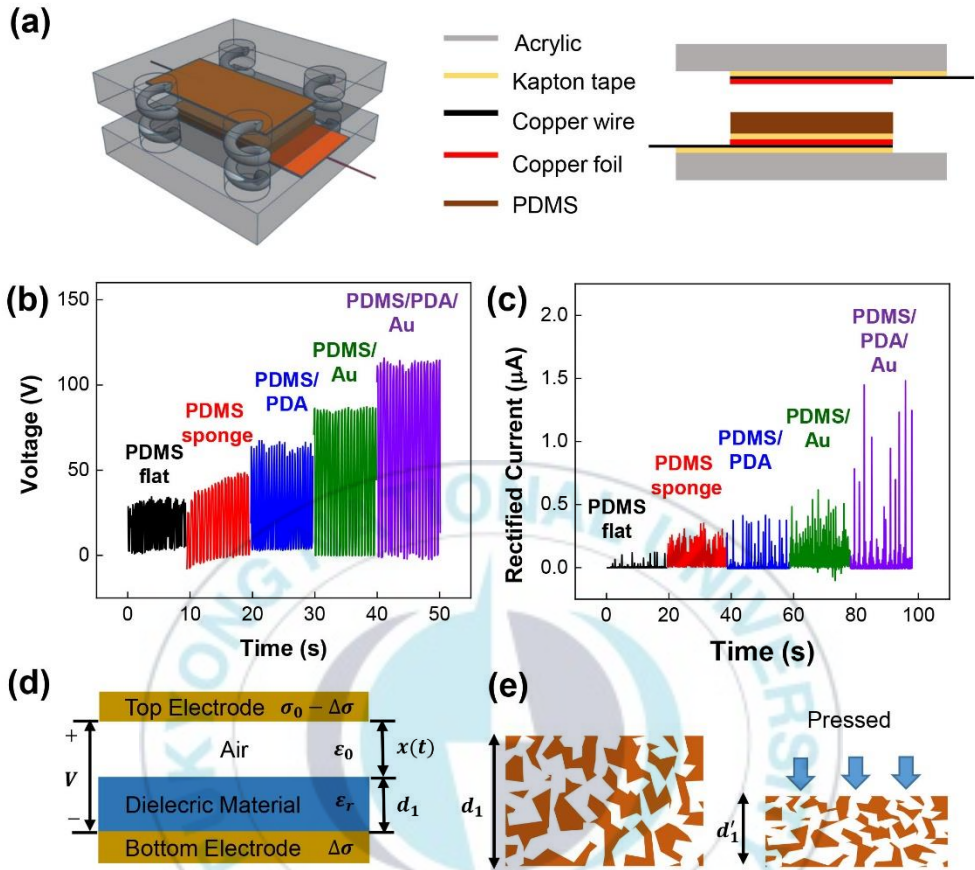 (a)
Acrylic
Kapton tape
Copper wire
Copper foil
PDMS
(b)
150
100
50
0
Voltage (V)
PDMS
flat
PDMS
sponge
PDMS/
PDA
PDMS/
Au
PDMS/PDA/
Au
0 10 20 30 40 50
Time (s)
(c)
2.0
1.5
1.0
0.5
0.0
Rectified Current (μA)
PDMS
flat
PDMS
sponge
PDMS/
PDA
PDMS/
Au
PDMS/
PDA/
Au
0 20 40 60 80 100
Time (s)
(d)
Top Electrode σ₀ − Δσ
+
V
−
Air ε₀ x(t)
Dielecric Material εᵣ d₁
Bottom Electrode Δσ
(e)
d₁
Pressed
d₁′